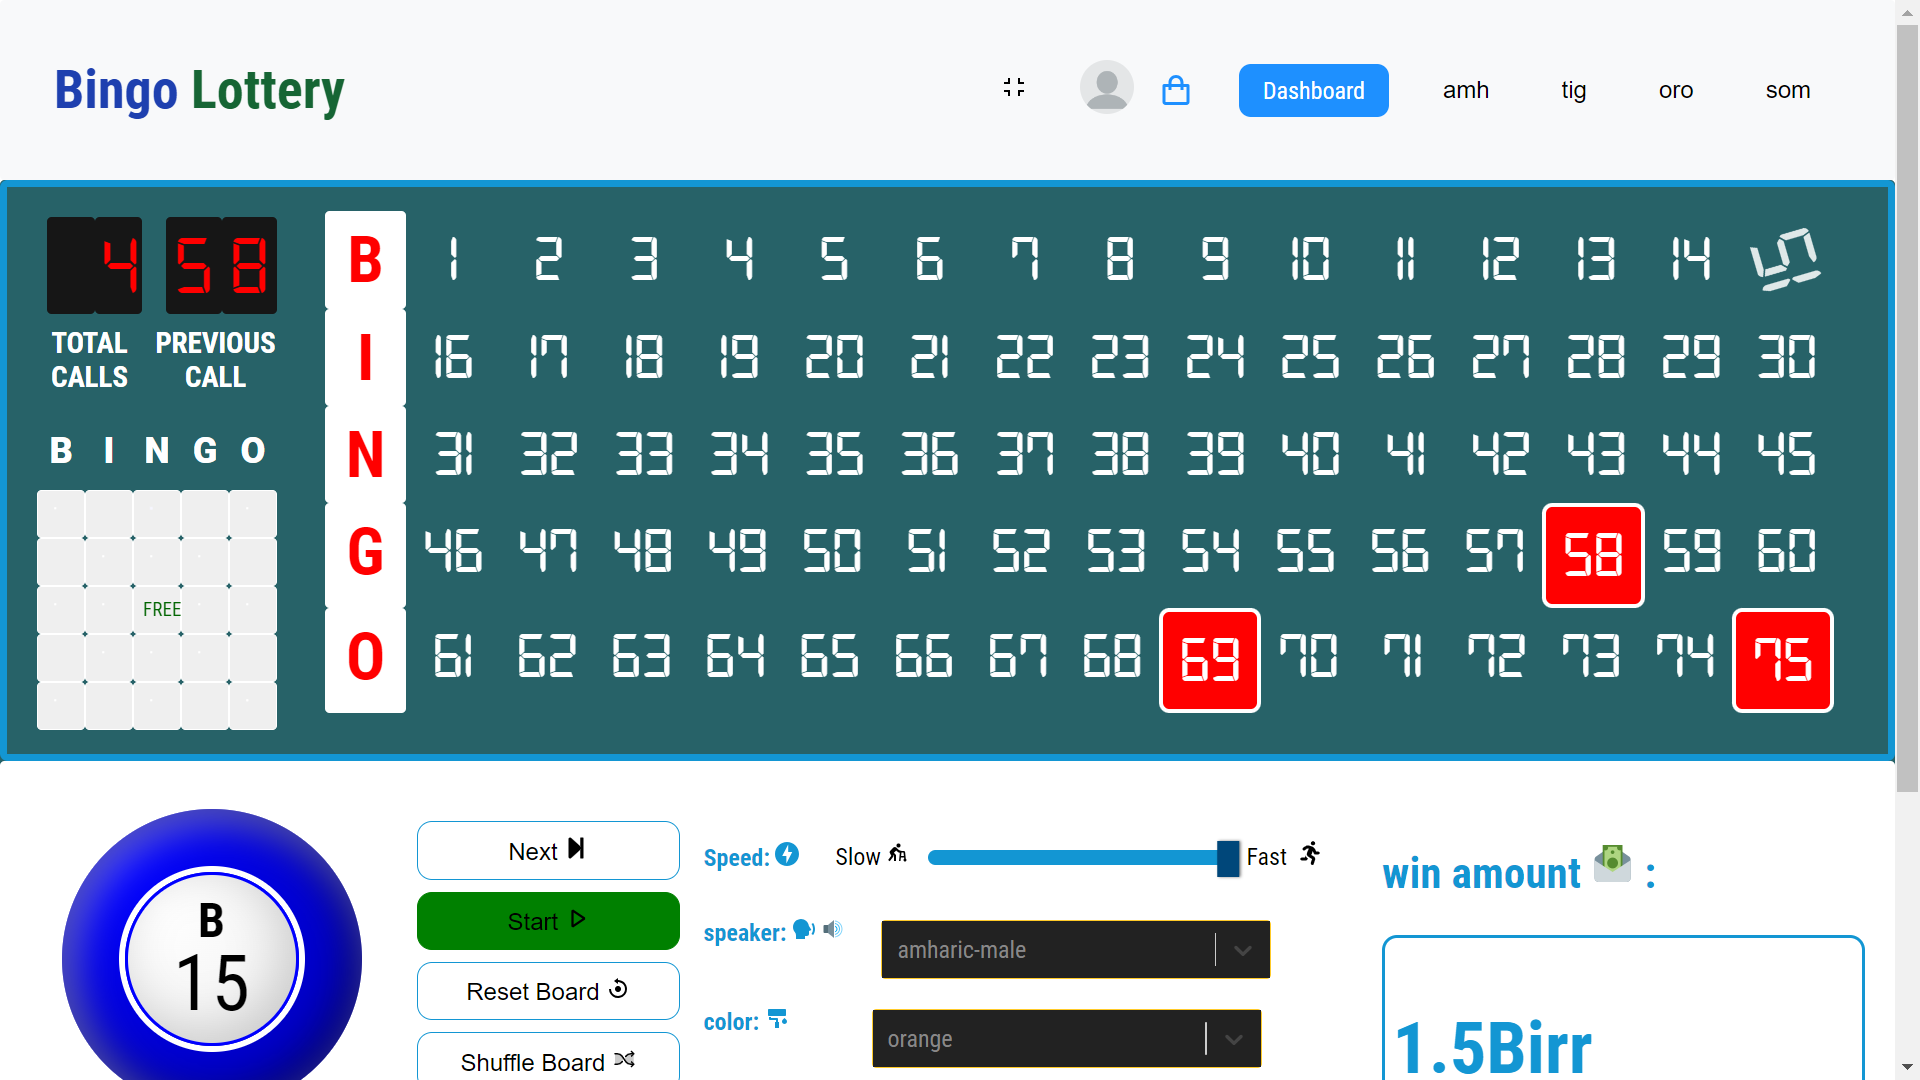 Bingo Lottery
Dashboard amh tig oro som
4 58
TOTAL CALLS PREVIOUS CALL
B I N G O
FREE
B 1 2 3 4 5 6 7 8 9 10 11 12 13 14 15
I 16 17 18 19 20 21 22 23 24 25 26 27 28 29 30
N 31 32 33 34 35 36 37 38 39 40 41 42 43 44 45
G 46 47 48 49 50 51 52 53 54 55 56 57 58 59 60
O 61 62 63 64 65 66 67 68 69 70 71 72 73 74 75
B
15
Next
Start
Reset Board
Shuffle Board
Speed: Slow Fast
speaker: amharic-male
color: orange
win amount :
1.5Birr